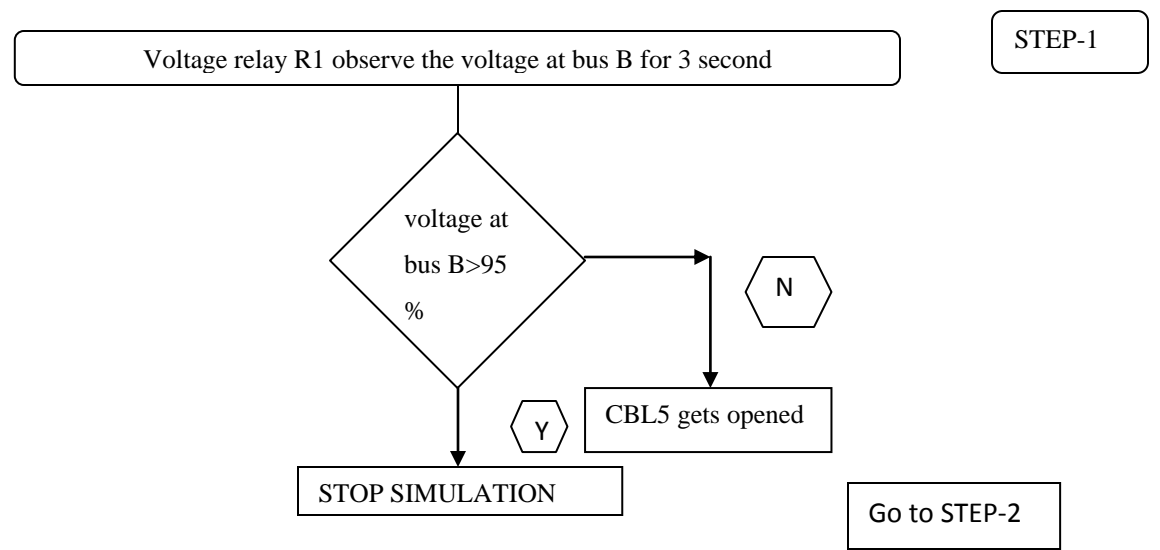 STEP-1
Voltage relay R1 observe the voltage at bus B for 3 second
voltage at
bus B>95
%
N
CBL5 gets opened
Y
STOP SIMULATION
Go to STEP-2